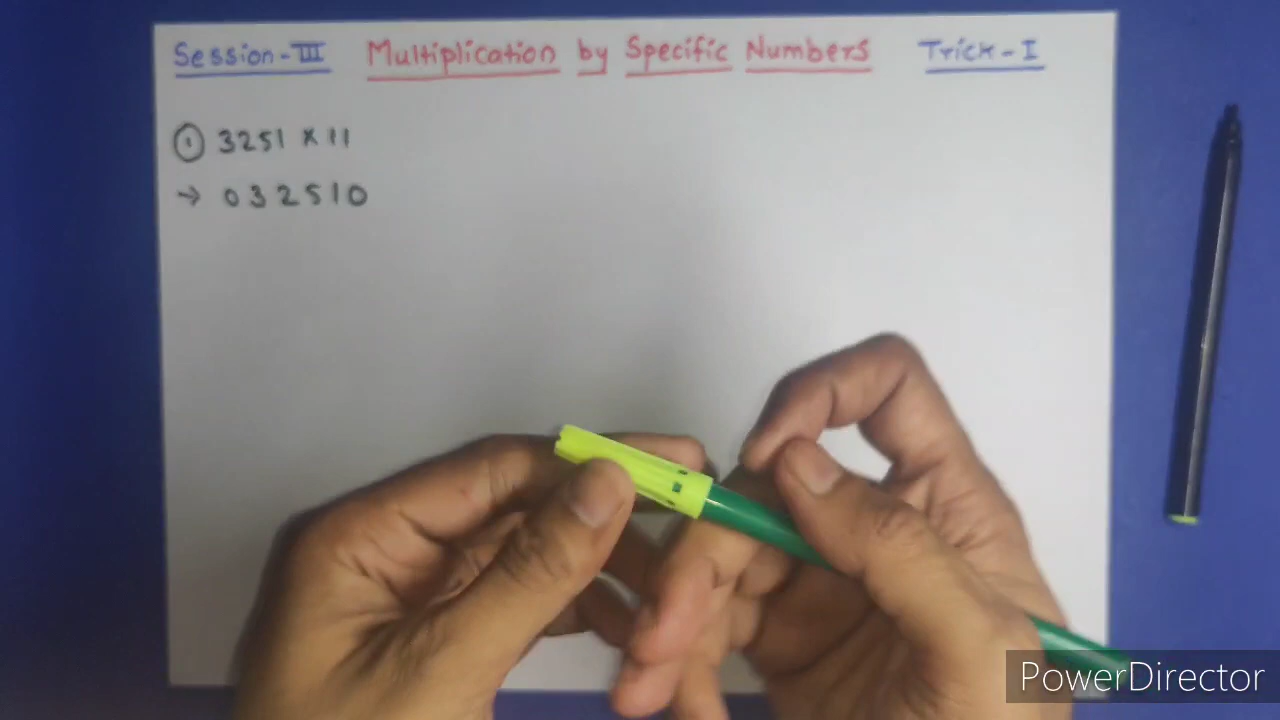 Session-III Multiplication by Specific Numbers Trick-I
① 3251 × 11
→ 032510
PowerDirector